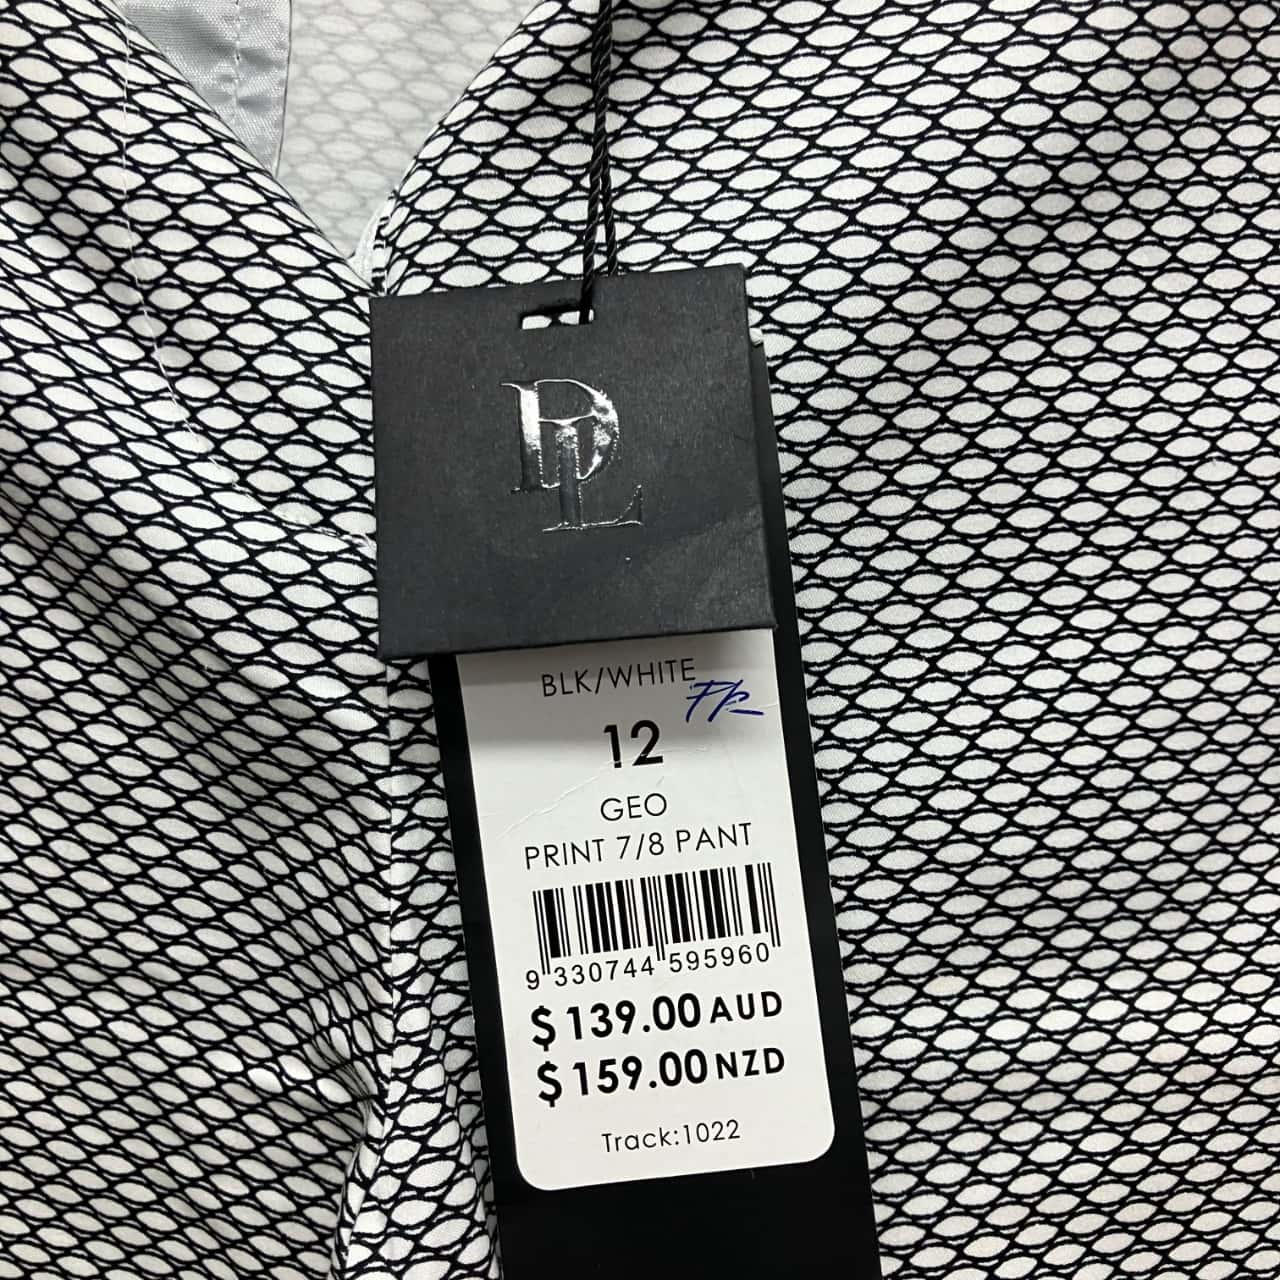 DL
BLK/WHITE
12
GEO
PRINT 7/8 PANT
9 330744 595960
$139.00 AUD
$159.00 NZD
Track:1022